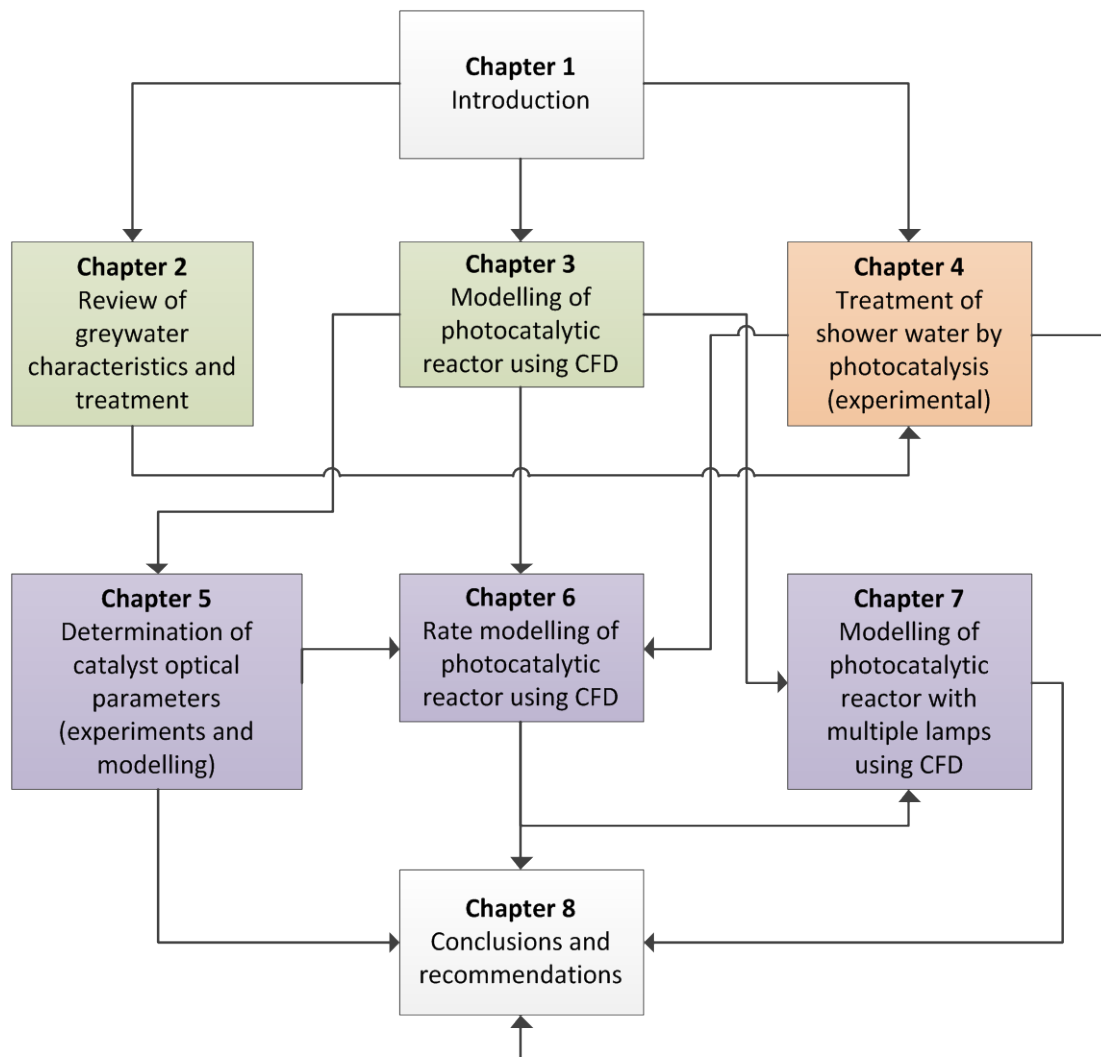 Chapter 1
Introduction
Chapter 2
Review of
greywater
characteristics and
treatment
Chapter 3
Modelling of
photocatalytic
reactor using CFD
Chapter 4
Treatment of
shower water by
photocatalysis
(experimental)
Chapter 5
Determination of
catalyst optical
parameters
(experiments and
modelling)
Chapter 6
Rate modelling of
photocatalytic
reactor using CFD
Chapter 7
Modelling of
photocatalytic
reactor with
multiple lamps
using CFD
Chapter 8
Conclusions and
recommendations